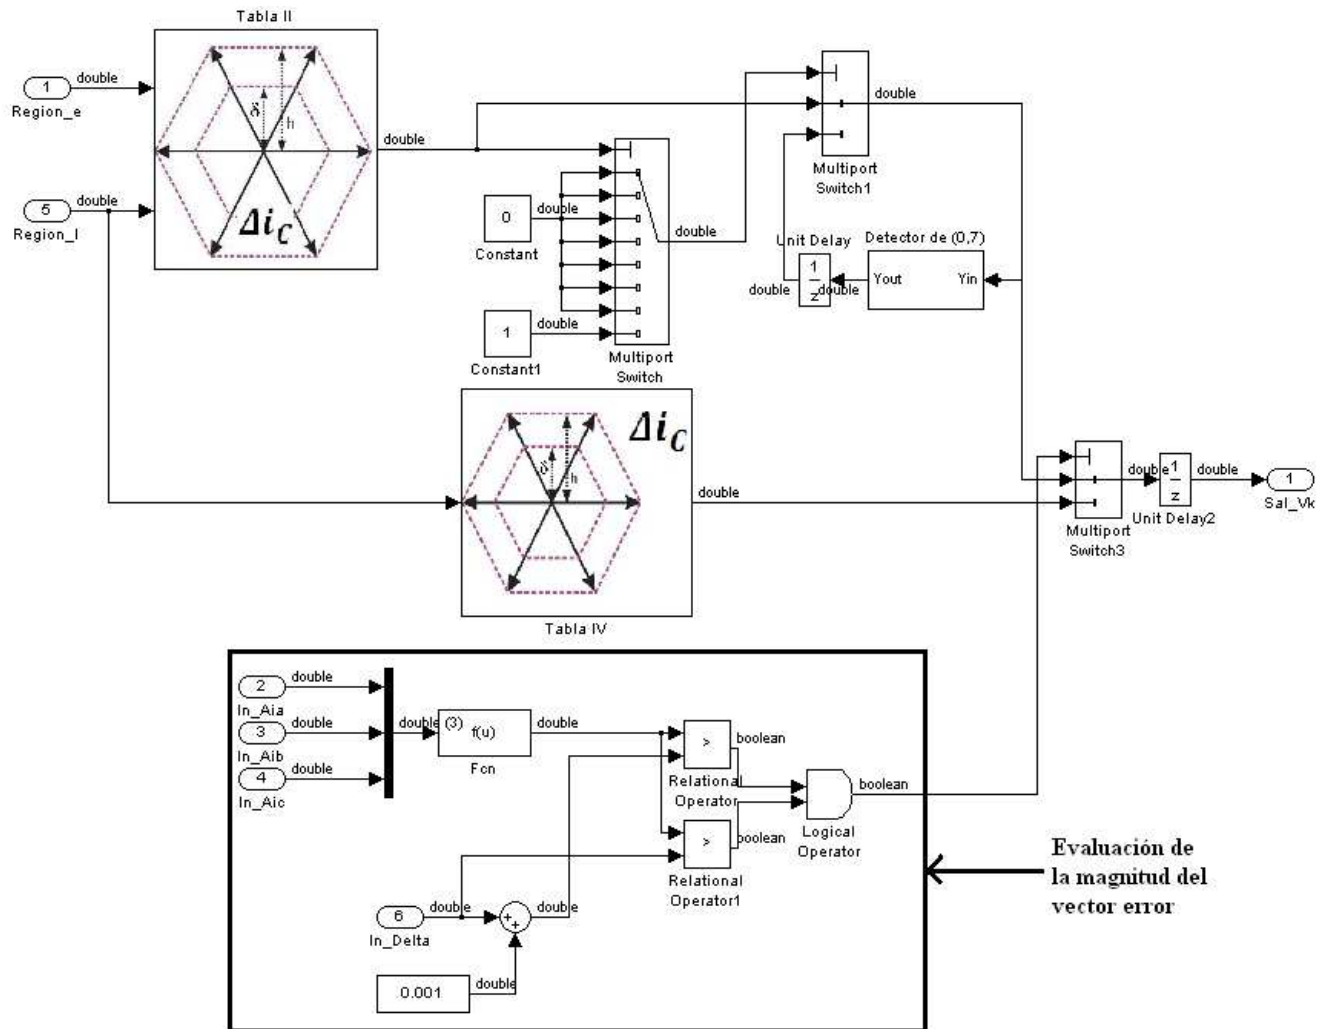 Tabla II
1
double
Region_e
5
double
Region_I
δ
h
Δi_C
double
0
double
Constant
1
double
Constant1
double
Multiport
Switch
double
Multiport
Switch1
Unit Delay
1
z
double
double
Detector de (0,7)
Yout
Yin
Δi_C
δ
h
double
Tabla IV
double
Multiport
Switch3
1
z
Unit Delay2
double
1
Sal_Vk
2
double
In_Aia
3
double
In_Aib
4
double
In_Aic
double (3)
f(u)
Fcn
double
>
boolean
Relational
Operator
>
boolean
Relational
Operator1
Logical
Operator
boolean
6
double
In_Delta
+
+
double
0.001
double
Evaluación de
la magnitud del
vector error